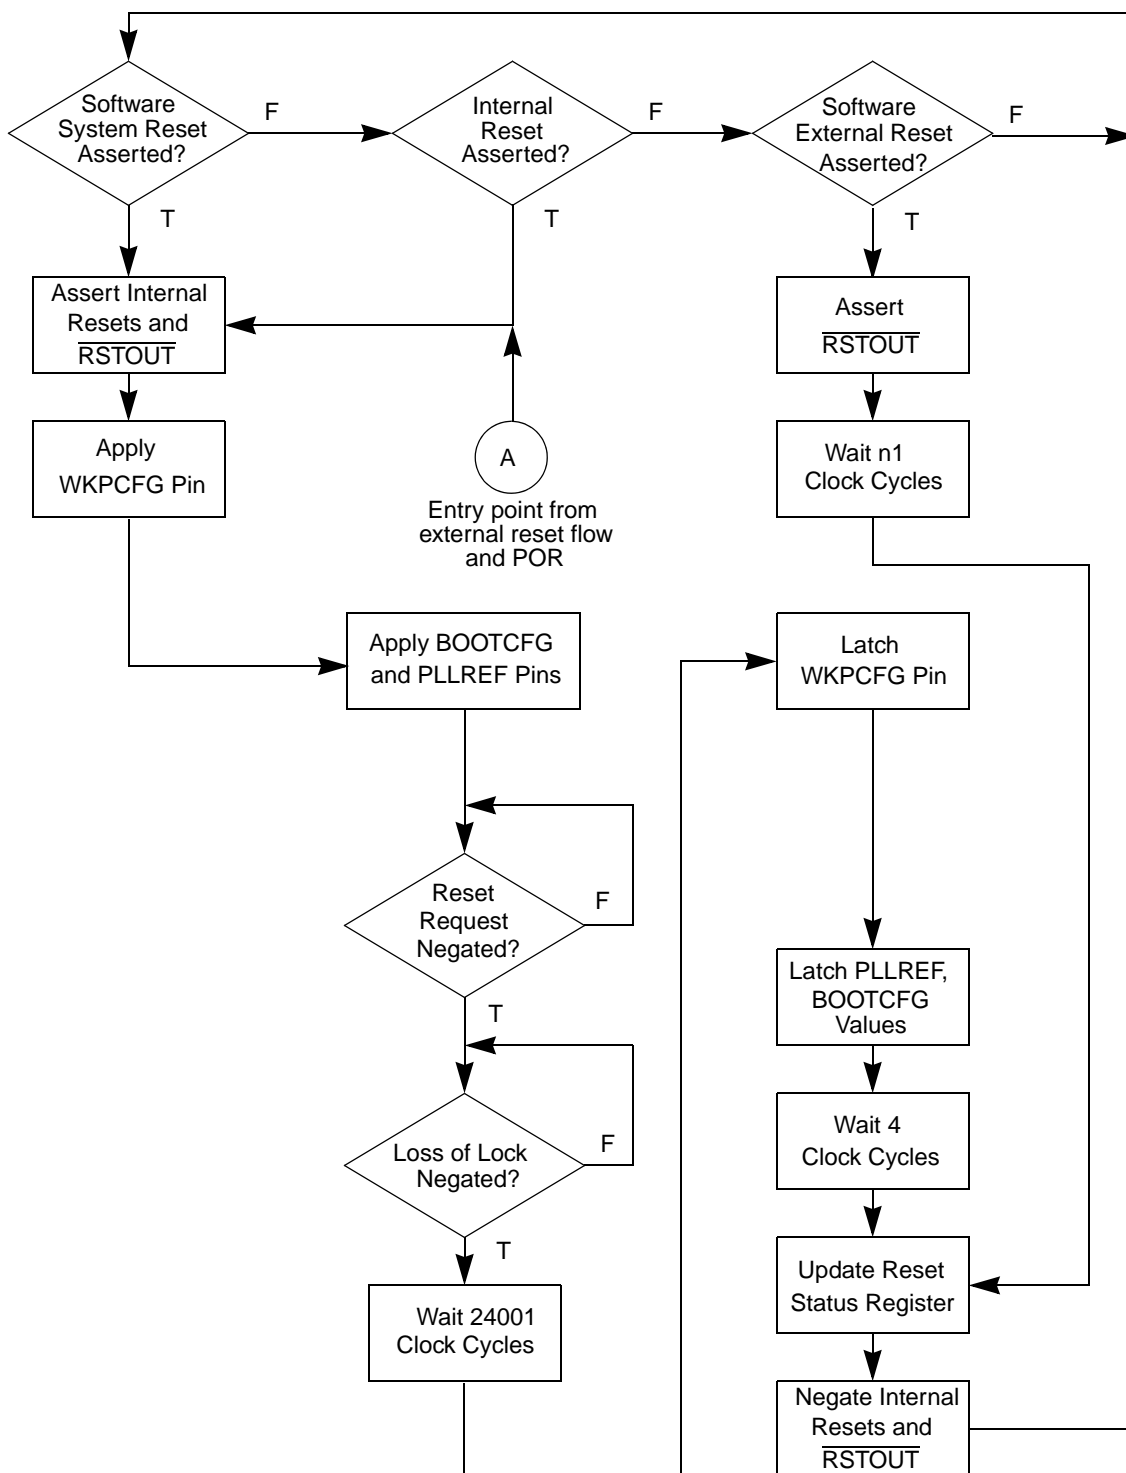 Software
System Reset
Asserted?
F
T
Internal
Reset
Asserted?
F
T
Software
External Reset
Asserted?
F
T
Assert Internal
Resets and
RSTOUT
Assert
RSTOUT
Apply
WKPCFG Pin
A
Entry point from
external reset flow
and POR
Wait n1
Clock Cycles
Apply BOOTCFG
and PLLREF Pins
Latch
WKPCFG Pin
Reset
Request
Negated?
F
T
Latch PLLREF,
BOOTCFG
Values
Loss of Lock
Negated?
F
T
Wait 4
Clock Cycles
Update Reset
Status Register
Wait 24001
Clock Cycles
Negate Internal
Resets and
RSTOUT